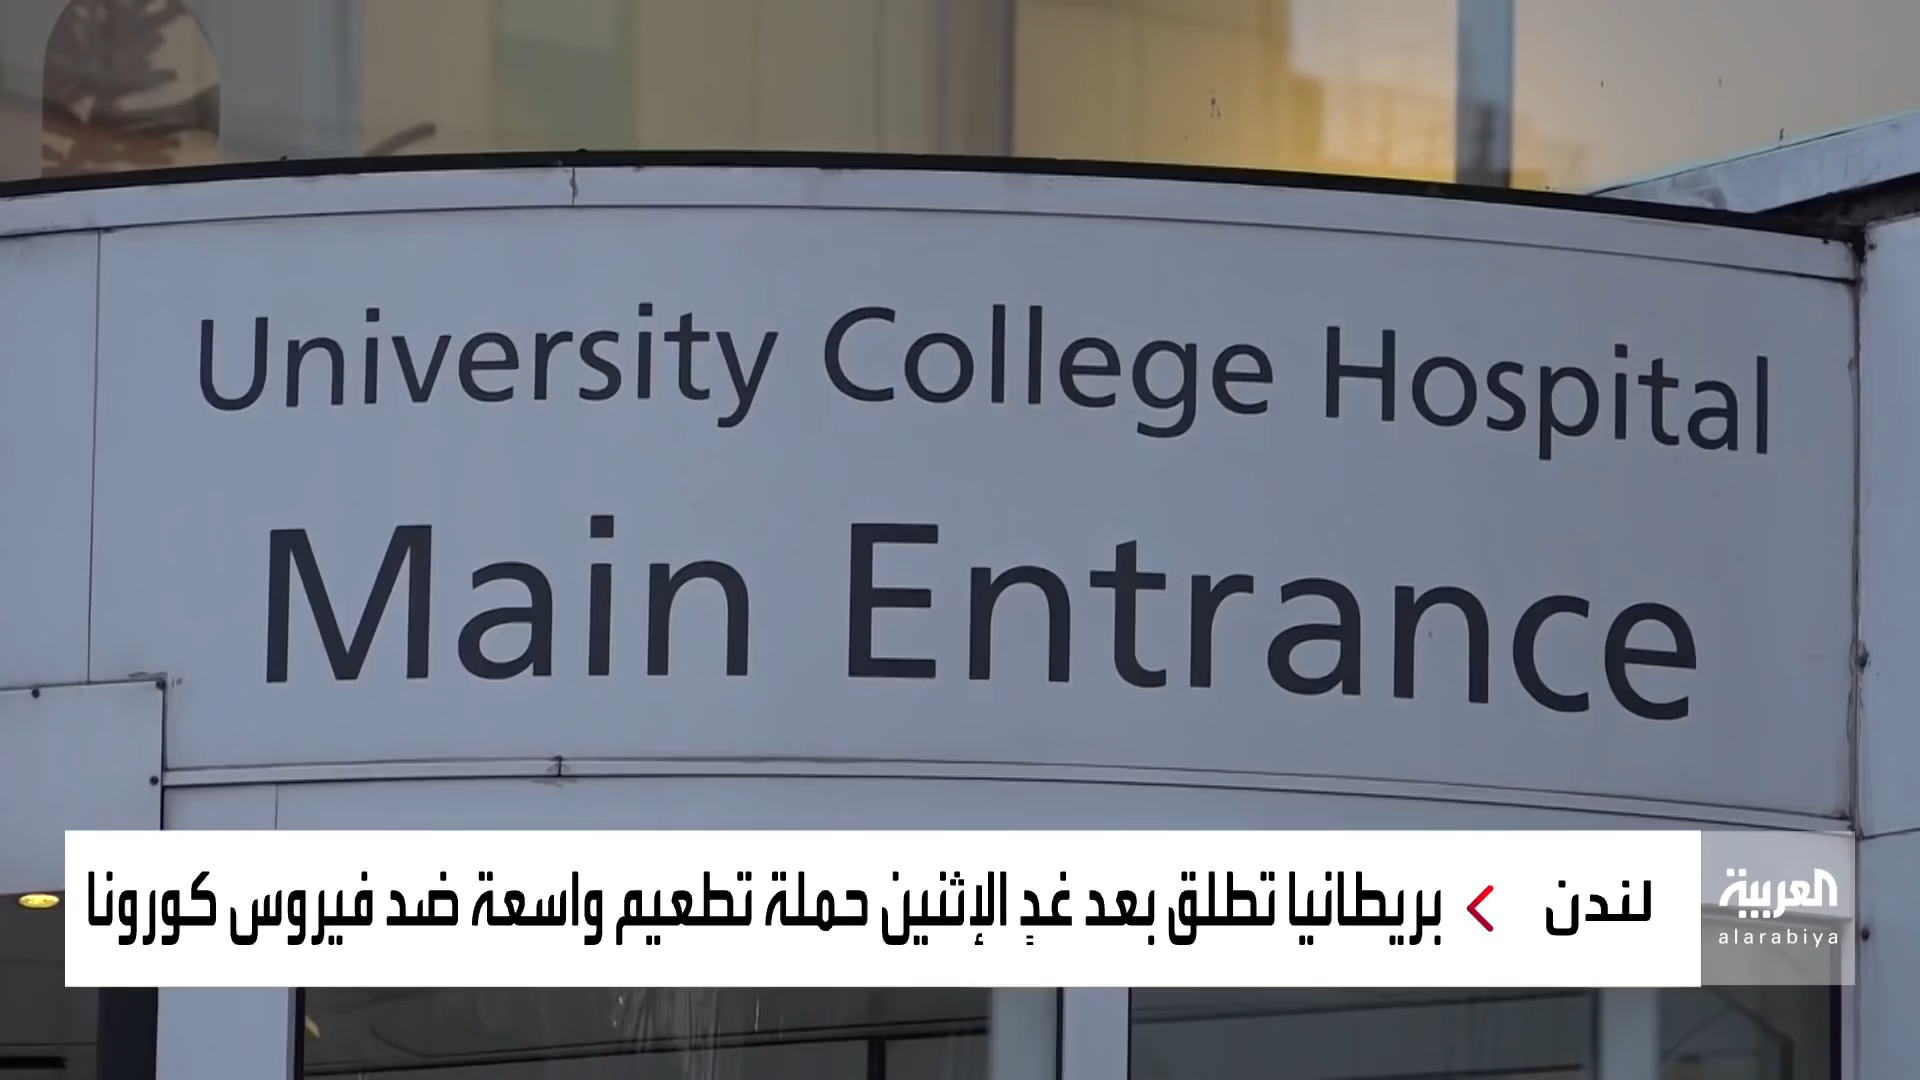 University College Hospital
Main Entrance
لندن > بريطانيا تطلق بعد غدٍ الإثنين حملة تطعيم واسعة ضد فيروس كورونا
العربية
alarabiya